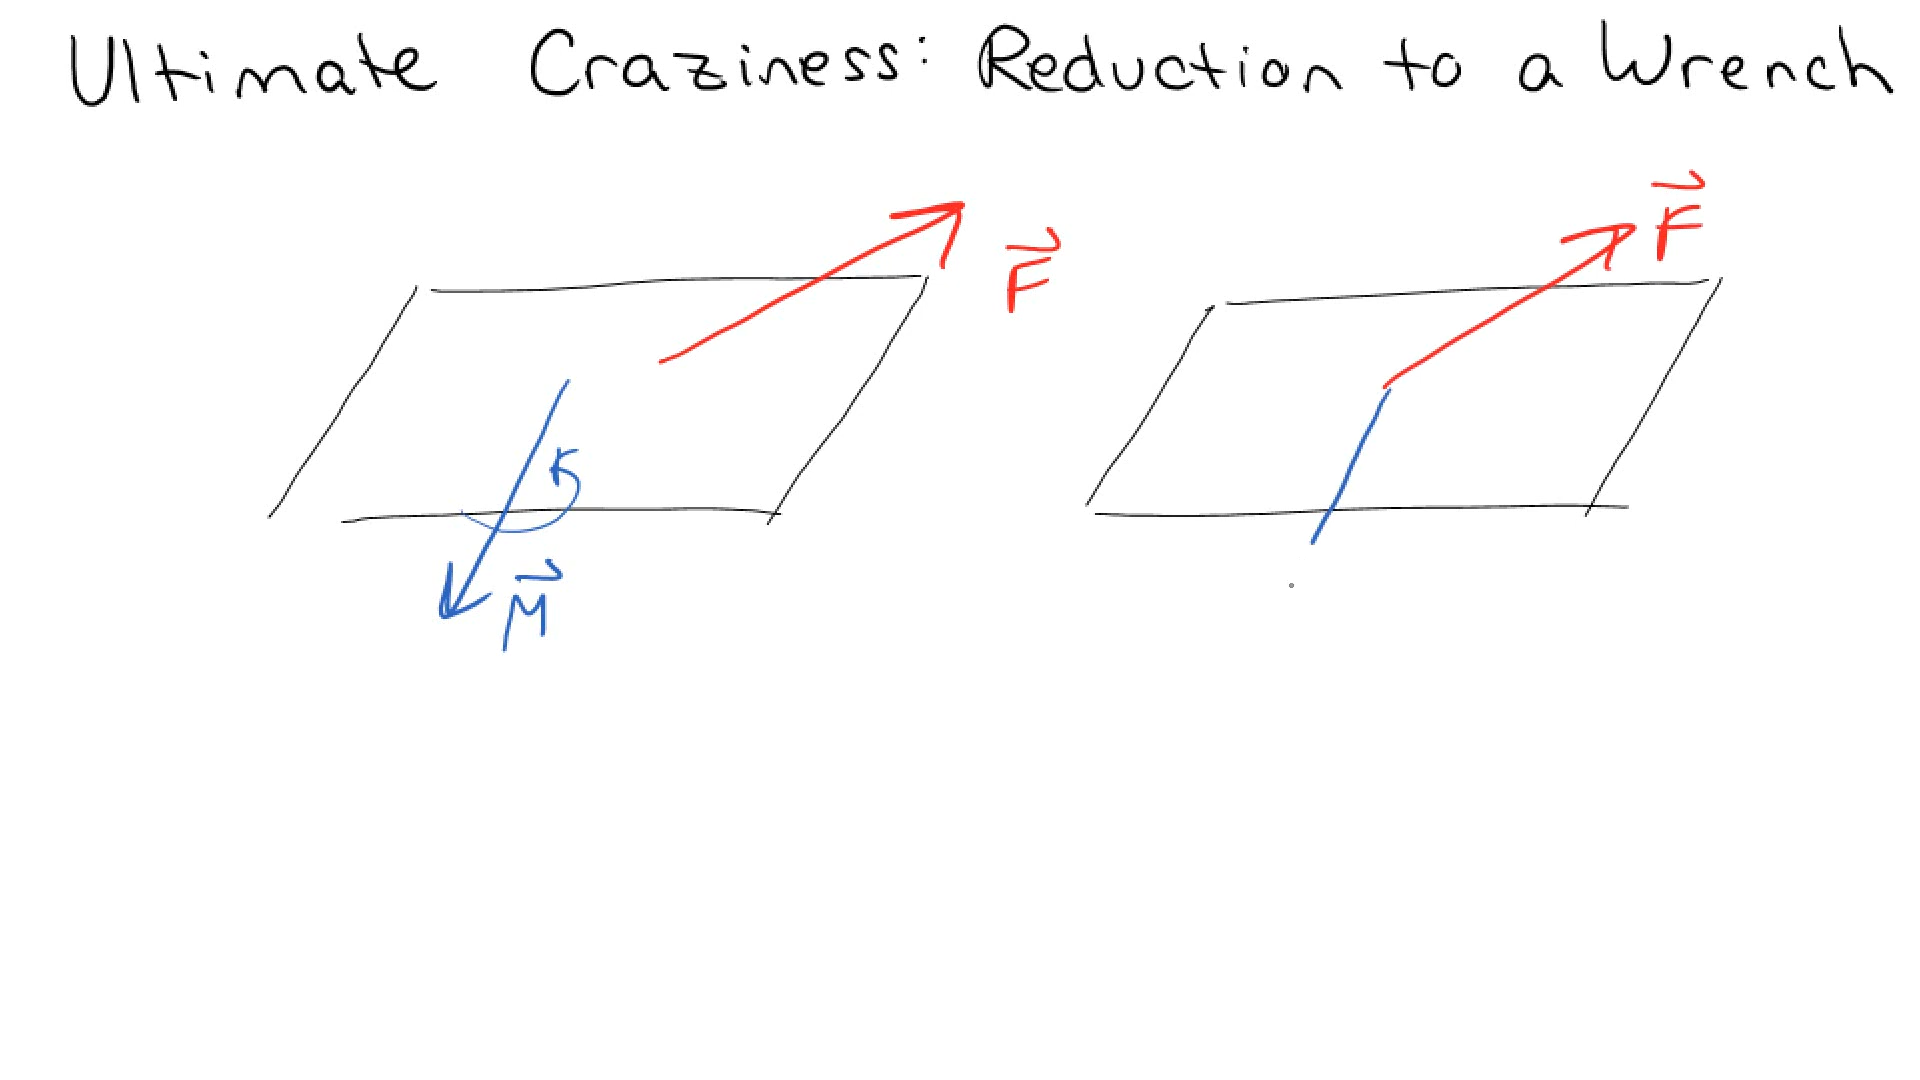 Ultimate Craziness: Reduction to a Wrench
F⃗
F⃗
M⃗